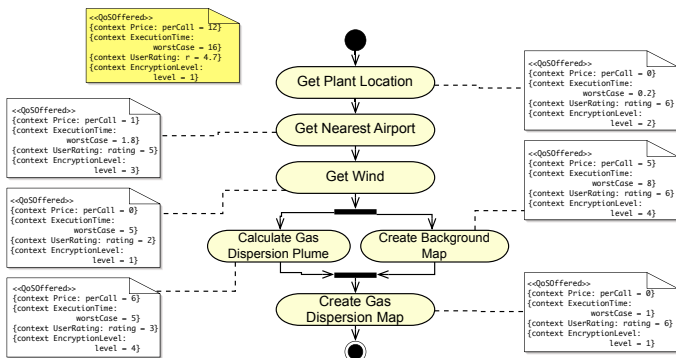 <<QoSOffered>>
{context Price: perCall = 12}
{context ExecutionTime:
worstCase = 16}
{context UserRating: r = 4.7}
{context EncryptionLevel:
level = 1}
Get Plant Location
<<QoSOffered>>
{context Price: perCall = 0}
{context ExecutionTime:
worstCase = 0.2}
{context UserRating: rating = 6}
{context EncryptionLevel:
level = 2}
<<QoSOffered>>
{context Price: perCall = 1}
{context ExecutionTime:
worstCase = 1.8}
{context UserRating: rating = 5}
{context EncryptionLevel:
level = 3}
Get Nearest Airport
<<QoSOffered>>
{context Price: perCall = 5}
{context ExecutionTime:
worstCase = 8}
{context UserRating: rating = 6}
{context EncryptionLevel:
level = 4}
Get Wind
<<QoSOffered>>
{context Price: perCall = 0}
{context ExecutionTime:
worstCase = 5}
{context UserRating: rating = 2}
{context EncryptionLevel:
level = 1}
Calculate Gas
Dispersion Plume
Create Background
Map
<<QoSOffered>>
{context Price: perCall = 6}
{context ExecutionTime:
worstCase = 5}
{context UserRating: rating = 3}
{context EncryptionLevel:
level = 4}
Create Gas
Dispersion Map
<<QoSOffered>>
{context Price: perCall = 0}
{context ExecutionTime:
worstCase = 1}
{context UserRating: rating = 6}
{context EncryptionLevel:
level = 1}